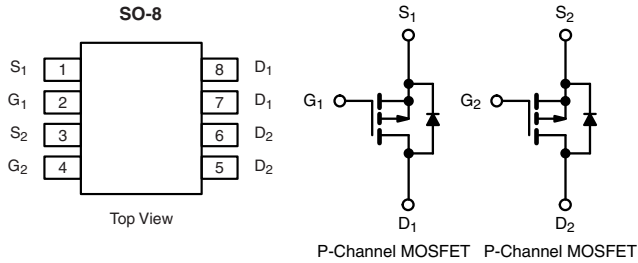 SO-8
S1 1 8 D1
G1 2 7 D1
S2 3 6 D2
G2 4 5 D2
Top View
S1
G1
D1
P-Channel MOSFET
S2
G2
D2
P-Channel MOSFET